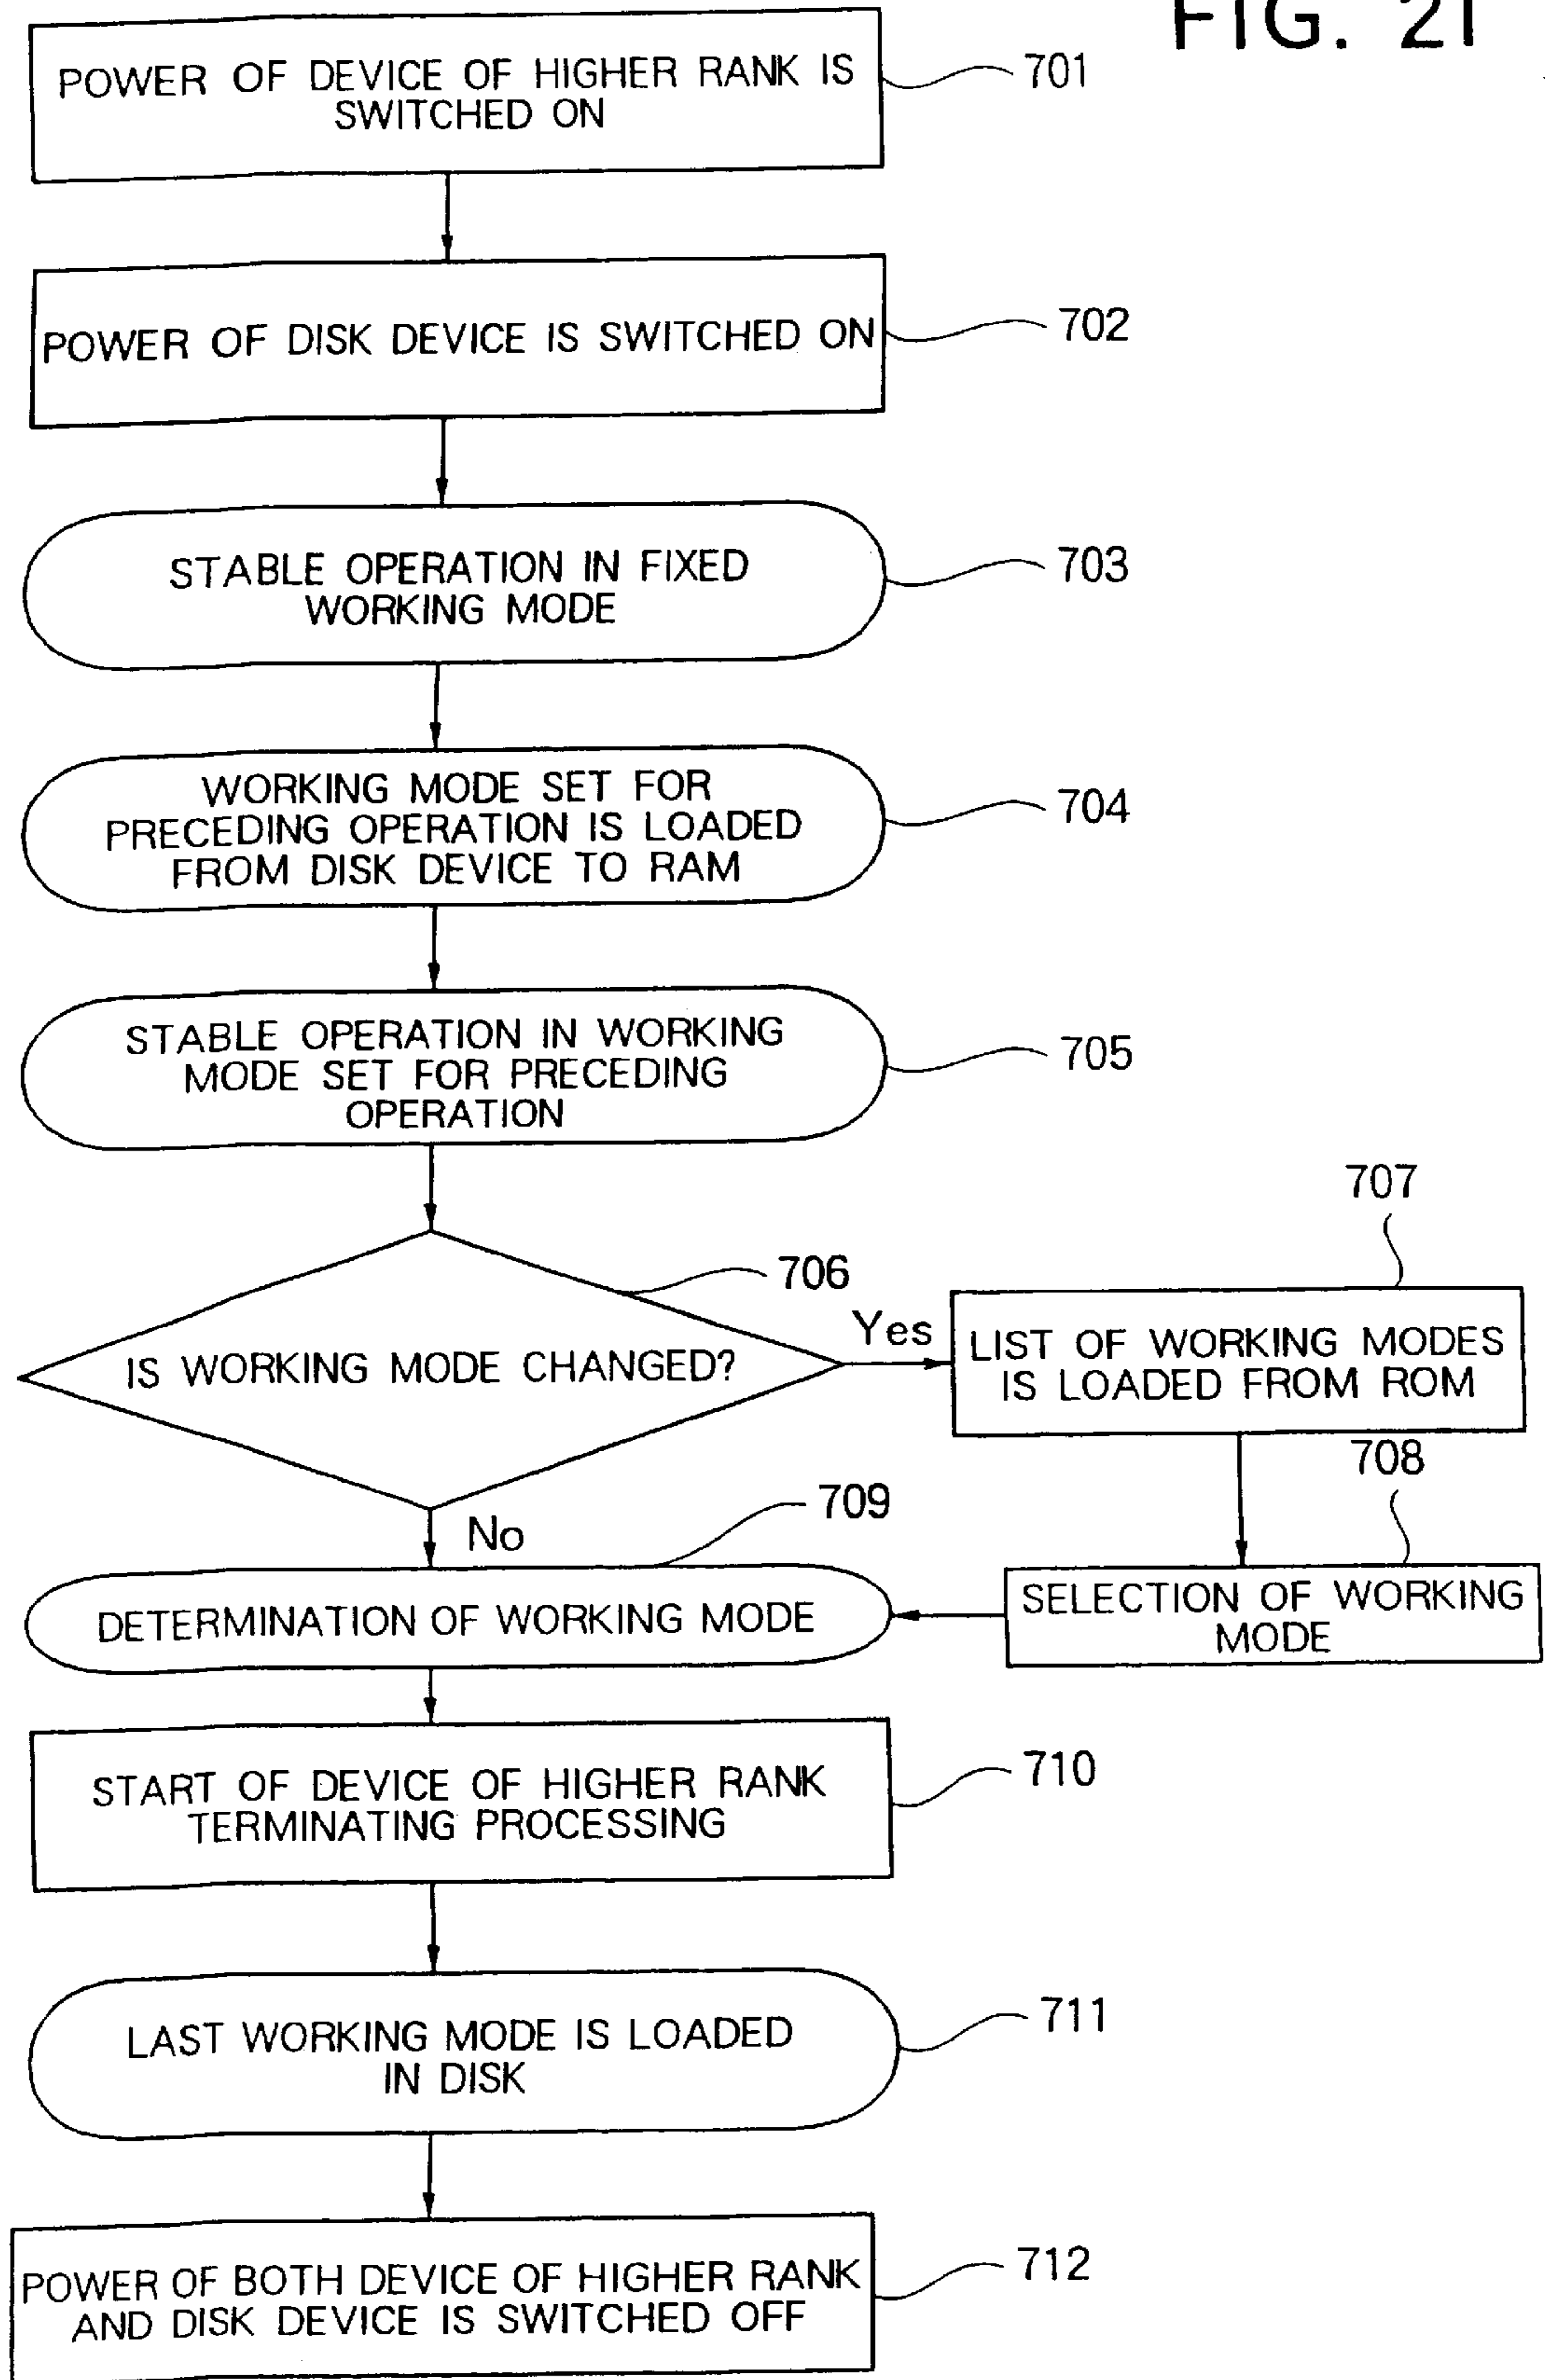 FIG. 21
POWER OF DEVICE OF HIGHER RANK IS
SWITCHED ON
701
POWER OF DISK DEVICE IS SWITCHED ON
702
STABLE OPERATION IN FIXED
WORKING MODE
703
WORKING MODE SET FOR
PRECEDING OPERATION IS LOADED
FROM DISK DEVICE TO RAM
704
STABLE OPERATION IN WORKING
MODE SET FOR PRECEDING
OPERATION
705
IS WORKING MODE CHANGED?
706
Yes
707
LIST OF WORKING MODES
IS LOADED FROM ROM
708
SELECTION OF WORKING
MODE
No
709
DETERMINATION OF WORKING MODE
START OF DEVICE OF HIGHER RANK
TERMINATING PROCESSING
710
LAST WORKING MODE IS LOADED
IN DISK
711
POWER OF BOTH DEVICE OF HIGHER RANK
AND DISK DEVICE IS SWITCHED OFF
712